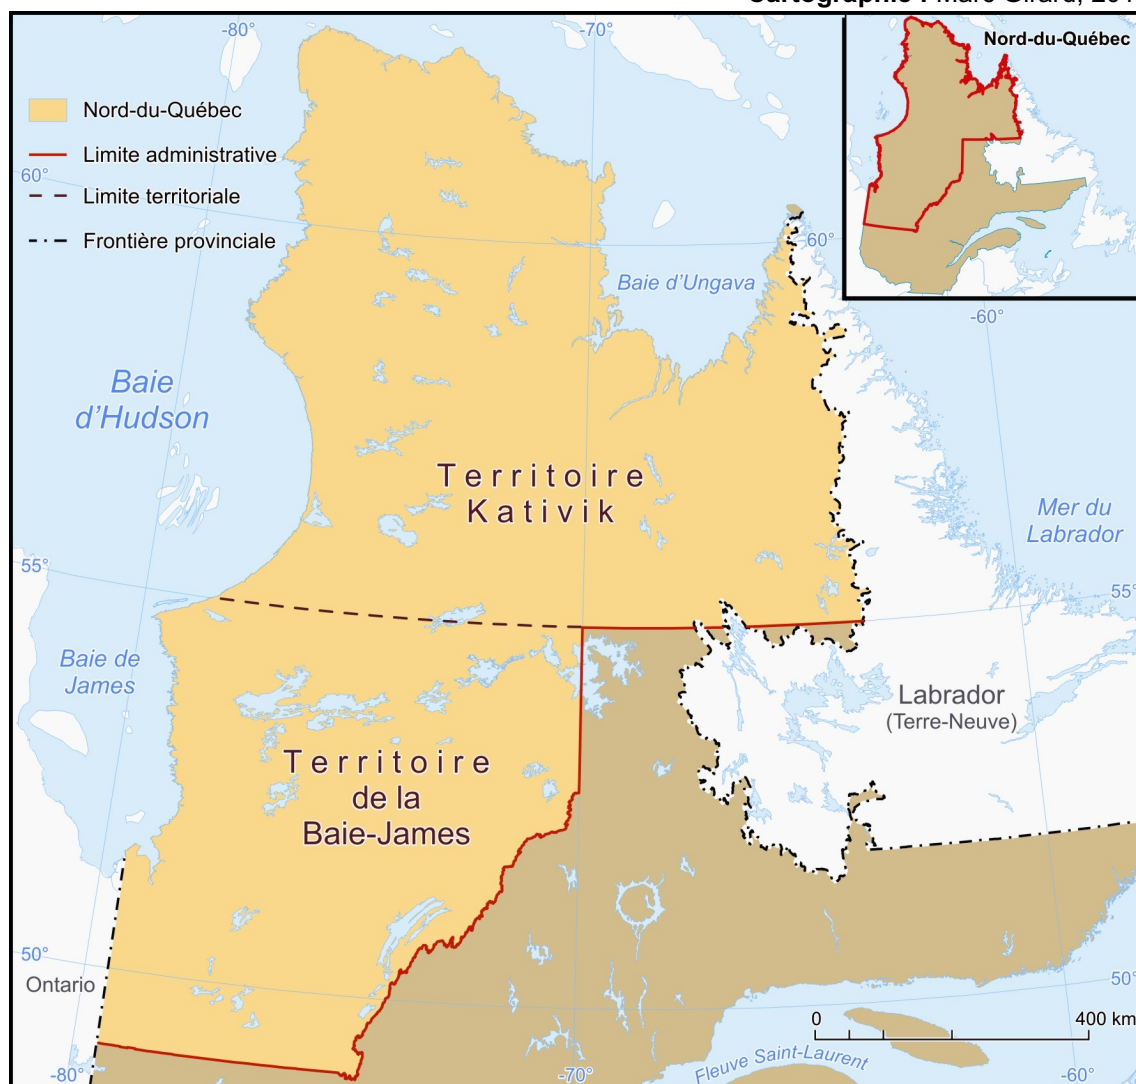 Cartographie : Marc Girard, 201
-80°
-70°
Nord-du-Québec
Nord-du-Québec
Limite administrative
60°
Limite territoriale
Frontière provinciale
-60°
Baie d'Ungava
-60°
Baie
d'Hudson
Territoire
Kativik
Mer du
Labrador
55°
55°
Baie de
James
Labrador
(Terre-Neuve)
Territoire
de la
Baie-James
50°
Ontario
50°
0
400 km
Fleuve Saint-Laurent
-80°
-70°
-60°